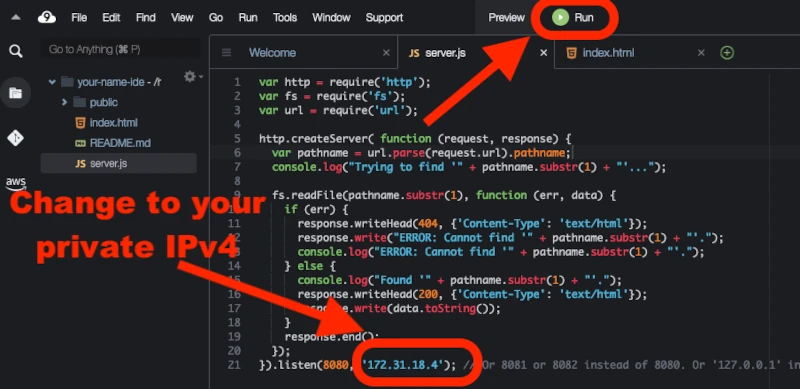 File Edit Find View Go Run Tools Window Support Preview Run
Go to Anything (⌘ P)
Welcome server.js index.html
your-name-ide - /r
public
index.html
README.md
JS server.js
aws
1 var http = require('http');
2 var fs = require('fs');
3 var url = require('url');
4
5 http.createServer( function (request, response) {
6 var pathname = url.parse(request.url).pathname;
7 console.log("Trying to find '" + pathname.substr(1) + "'...");
fs.readFile(pathname.substr(1), function (err, data) {
if (err) {
response.writeHead(404, {'Content-Type': 'text/html'});
response.write("ERROR: Cannot find '" + pathname.substr(1) + "'.");
console.log("ERROR: Cannot find '" + pathname.substr(1) + "'.");
} else {
15 console.log("Found '" + pathname.substr(1) + "'.");
16 response.writeHead(200, {'Content-Type': 'text/html'});
17 response.write(data.toString());
18 }
19 response.end();
20 });
21 }).listen(8080, '172.31.18.4'); // Or 8081 or 8082 instead of 8080. Or '127.0.0.1' in
Change to your
private IPv4